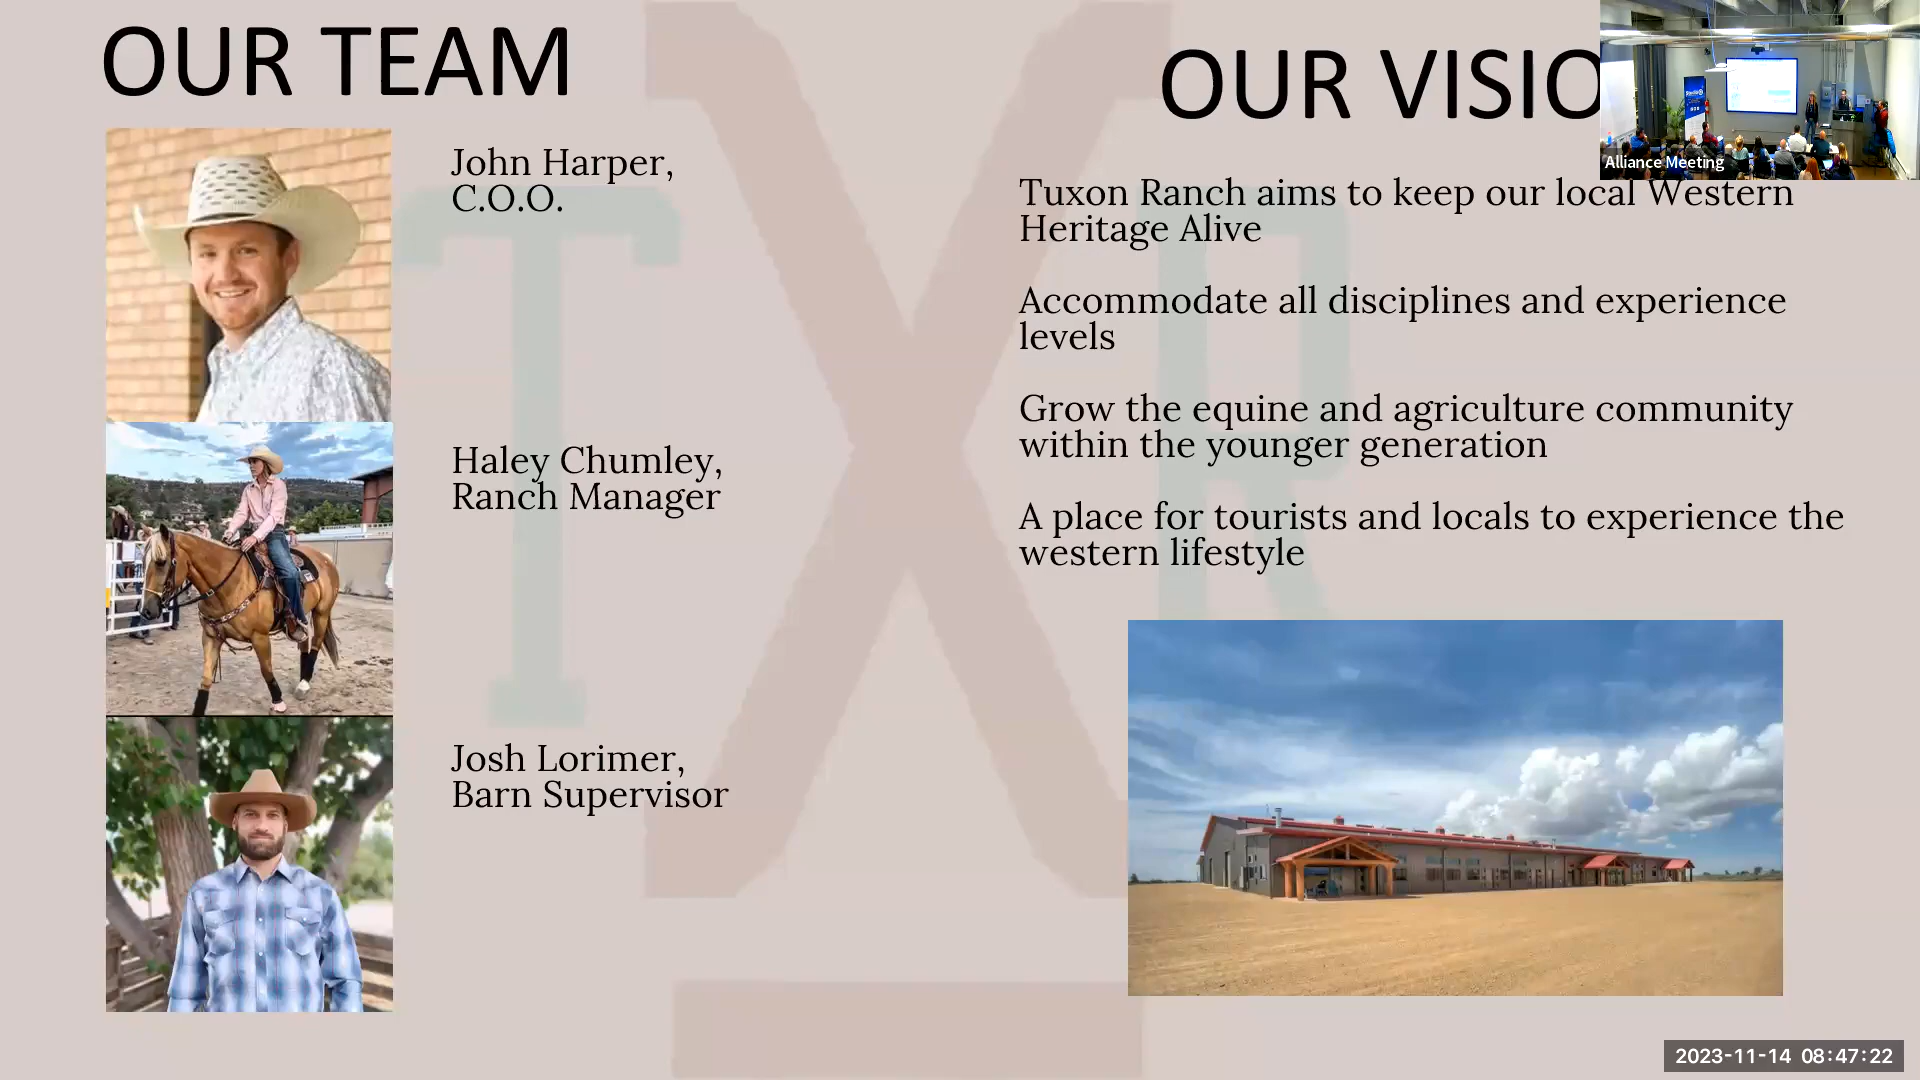 OUR TEAM
John Harper,
C.O.O.
Haley Chumley,
Ranch Manager
Josh Lorimer,
Barn Supervisor
OUR VISIO
Tuxon Ranch aims to keep our local Western
Heritage Alive
Accommodate all disciplines and experience
levels
Grow the equine and agriculture community
within the younger generation
A place for tourists and locals to experience the
western lifestyle
Alliance Meeting
2023-11-14 08:47:22
T X R